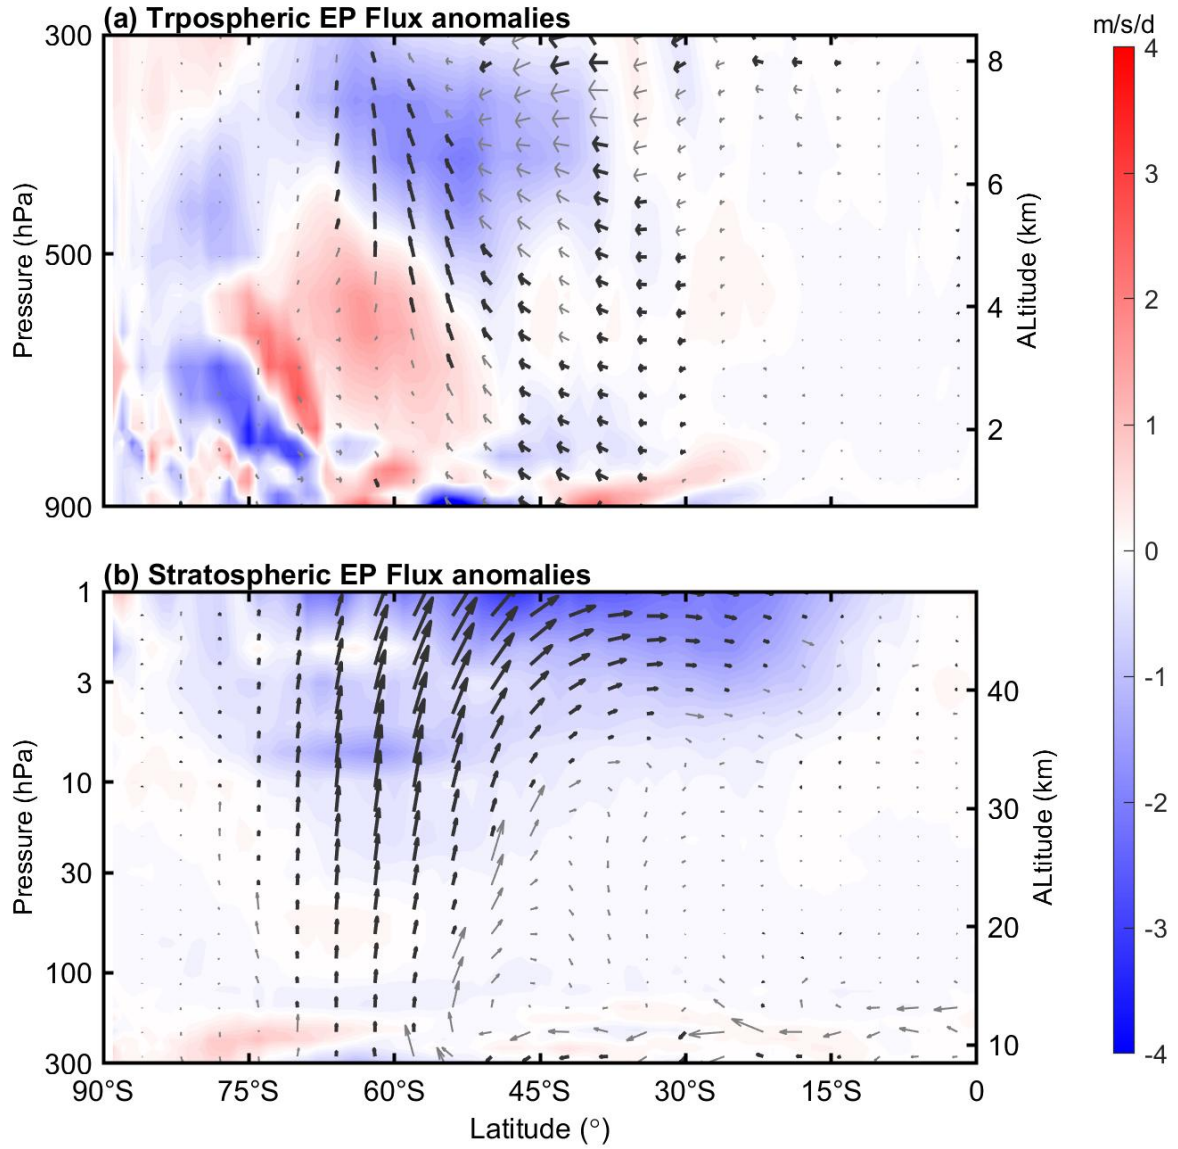 (a) Trpospheric EP Flux anomalies
m/s/d
300
500
900
Pressure (hPa)
8
6
4
2
ALtitude (km)
4
3
2
1
0
-1
-2
-3
-4
(b) Stratospheric EP Flux anomalies
1
3
10
30
100
300
Pressure (hPa)
40
30
20
10
ALtitude (km)
90°S 75°S 60°S 45°S 30°S 15°S 0
Latitude (°)